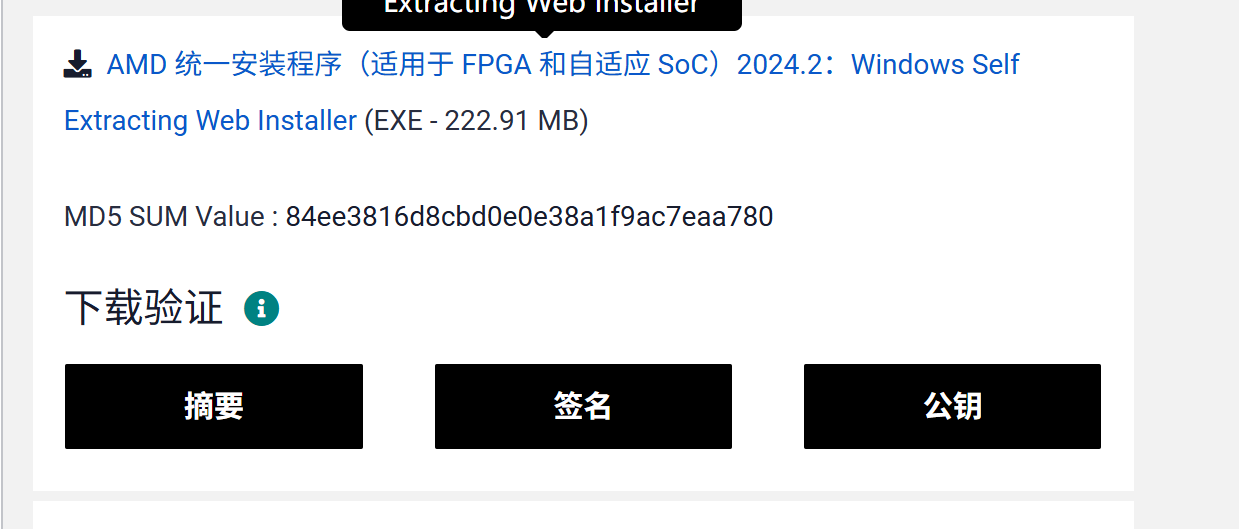 Extracting Web Installer
AMD 统一安装程序（适用于 FPGA 和自适应 SoC）2024.2：Windows Self
Extracting Web Installer (EXE - 222.91 MB)
MD5 SUM Value : 84ee3816d8cbd0e0e38a1f9ac7eaa780
下载验证
摘要 签名 公钥